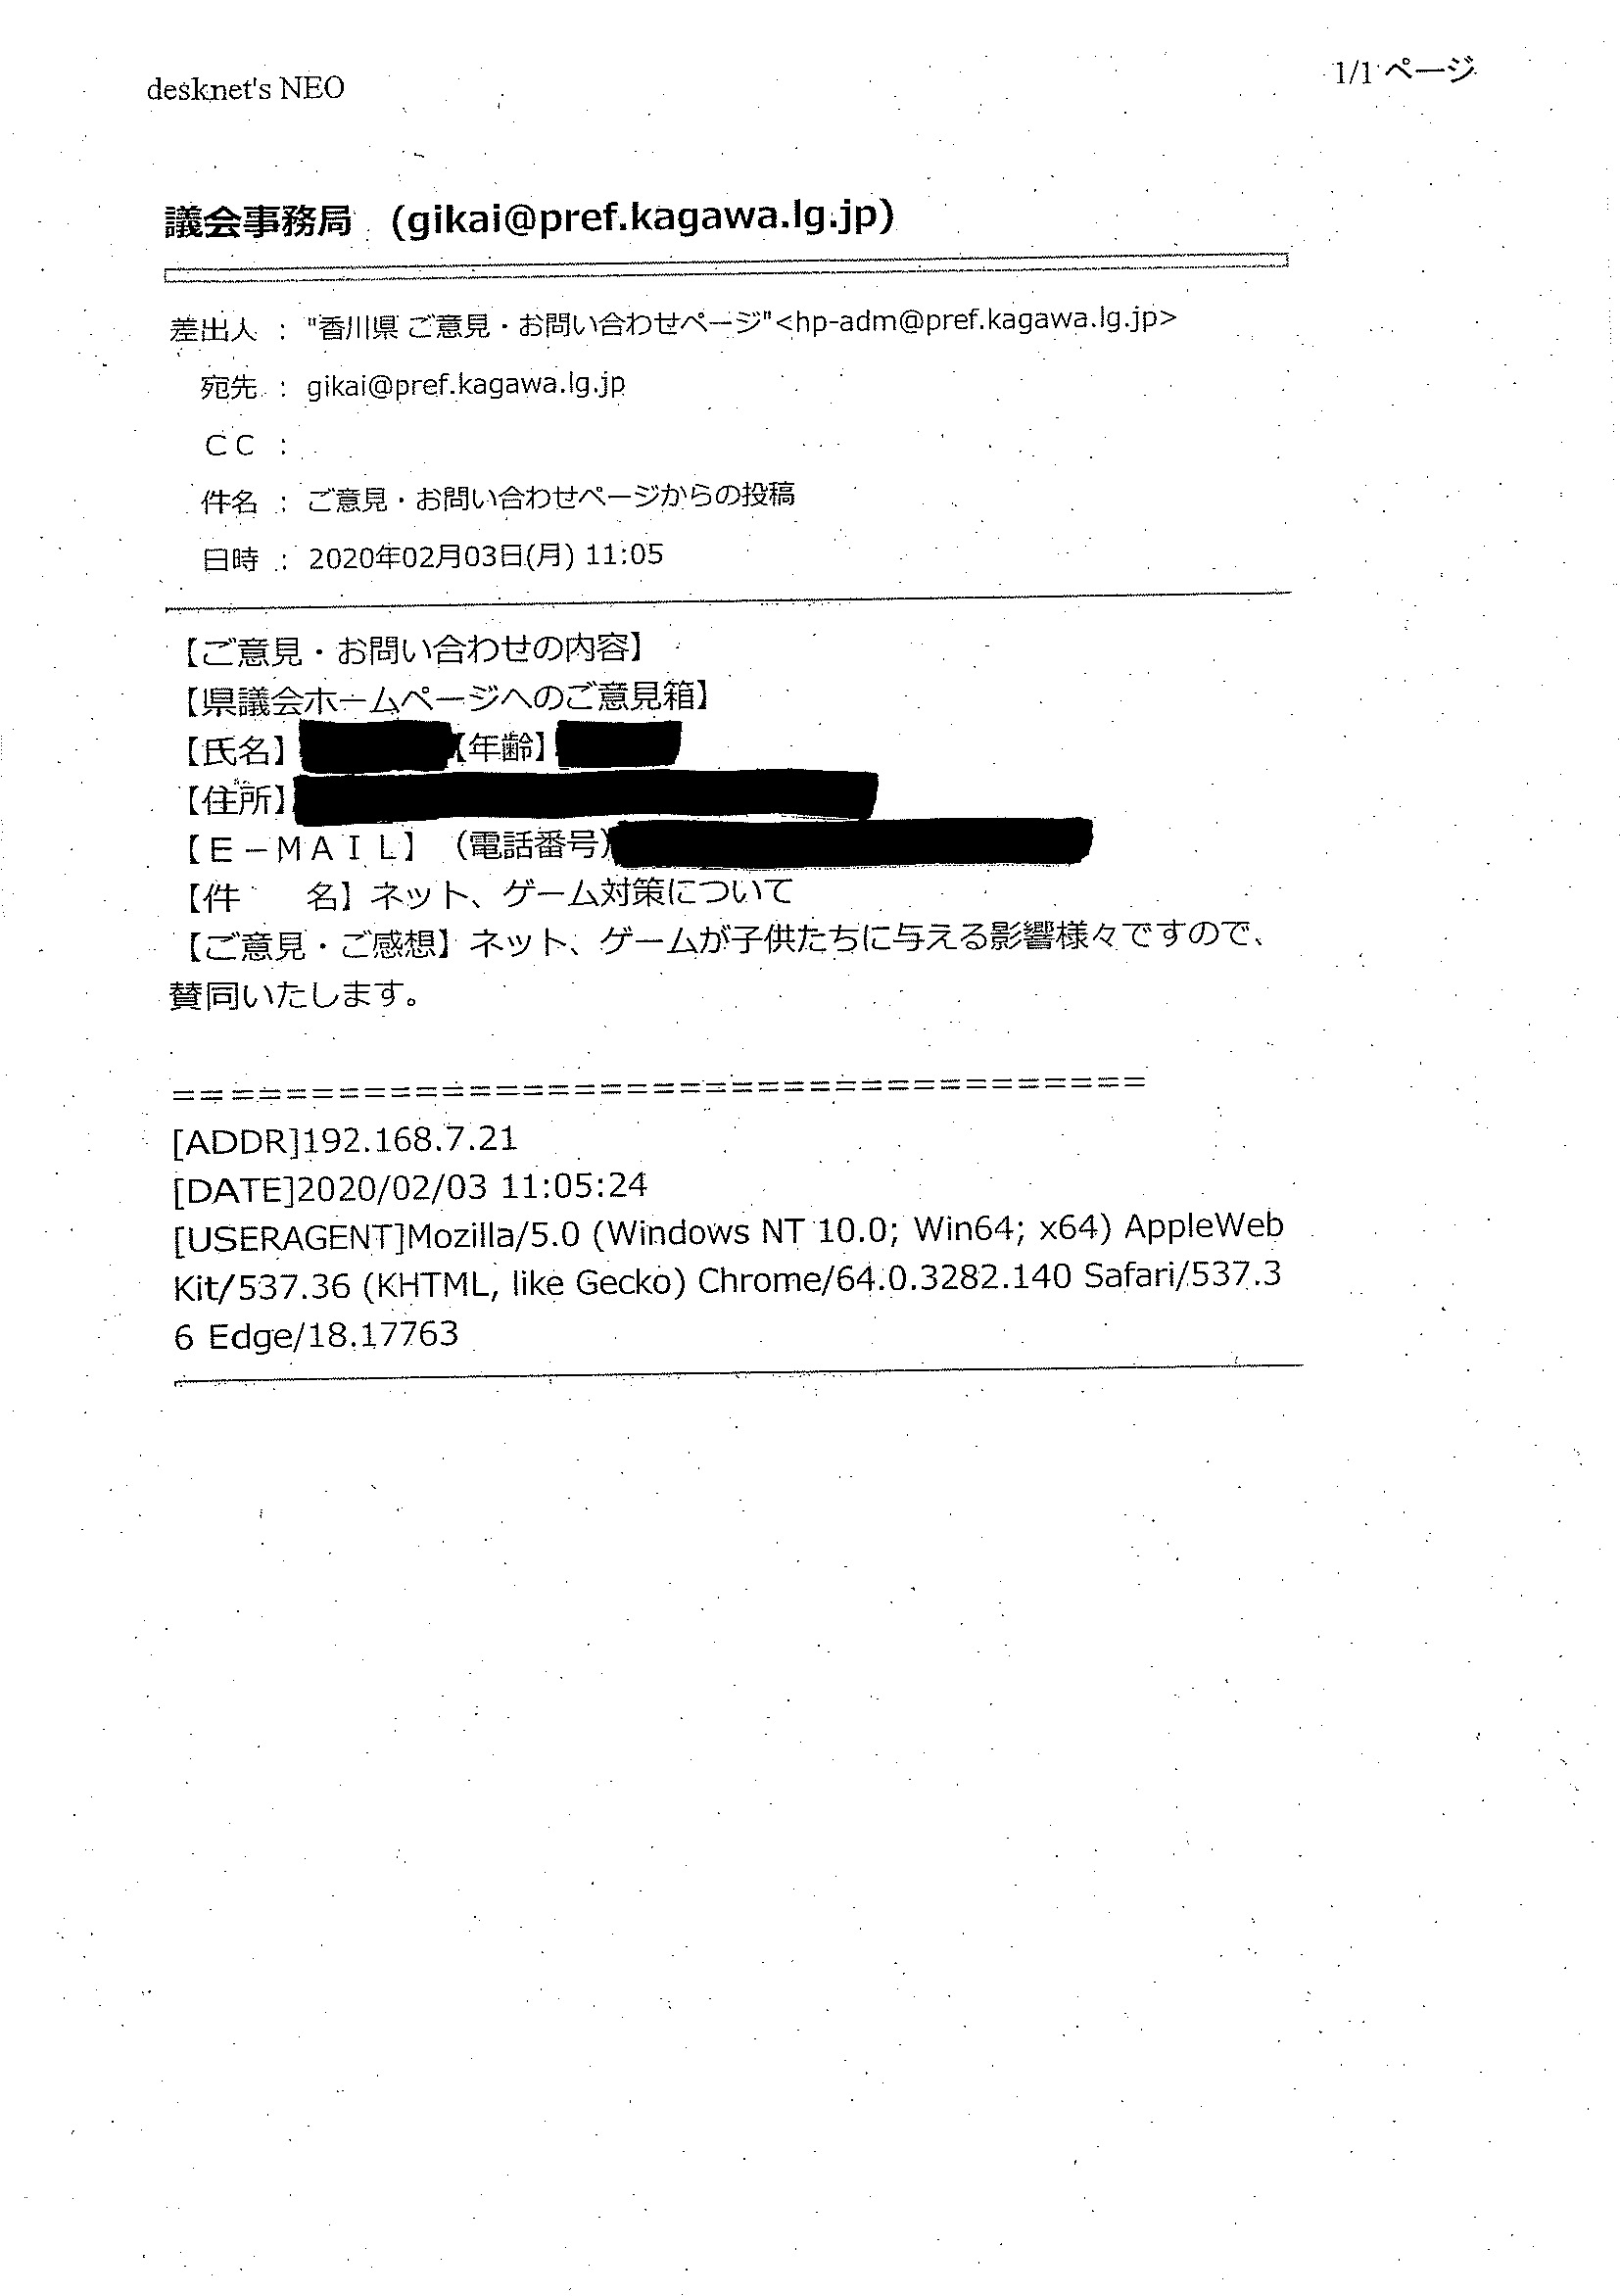 desknet's NEO
1/1 ページ
議会事務局 (gikai@pref.kagawa.lg.jp)
差出人 : "香川県 ご意見・お問い合わせページ"<hp-adm@pref.kagawa.lg.jp>
宛先 : gikai@pref.kagawa.lg.jp
ＣＣ :
件名 : ご意見・お問い合わせページからの投稿
日時 : 2020年02月03日(月) 11:05
【ご意見・お問い合わせの内容】
【県議会ホームページへのご意見箱】
【氏名】【年齢】
【住所】
【Ｅ－ＭＡＩＬ】（電話番号）
【件　　名】ネット、ゲーム対策について
【ご意見・ご感想】ネット、ゲームが子供たちに与える影響様々ですので、
賛同いたします。
======================================
[ADDR]192.168.7.21
[DATE]2020/02/03 11:05:24
[USERAGENT]Mozilla/5.0 (Windows NT 10.0; Win64; x64) AppleWeb
Kit/537.36 (KHTML, like Gecko) Chrome/64.0.3282.140 Safari/537.3
6 Edge/18.17763